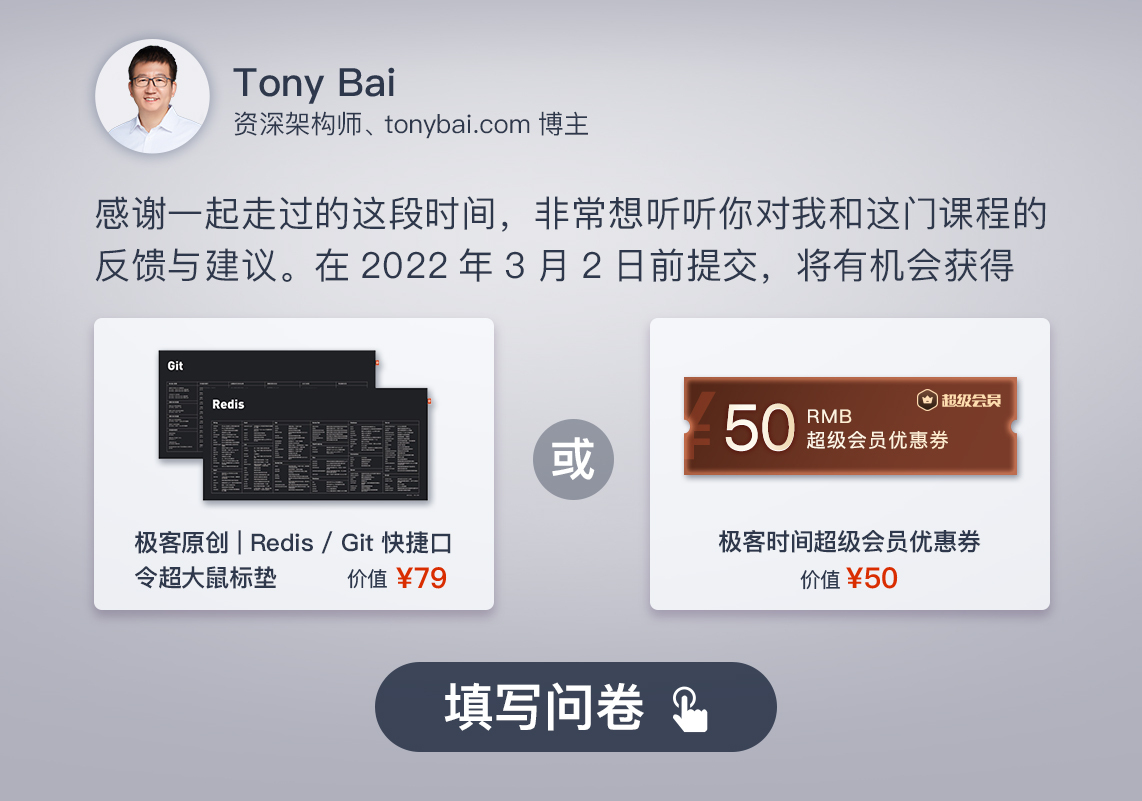 Tony Bai
资深架构师、tonybai.com 博主
感谢一起走过的这段时间，非常想听听你对我和这门课程的
反馈与建议。在 2022 年 3 月 2 日前提交，将有机会获得
Git
Redis
极客原创 | Redis / Git 快捷口
令超大鼠标垫
价值 ¥79
或
¥
50
RMB
超级会员优惠券
超级会员
极客时间超级会员优惠券
价值 ¥50
填写问卷